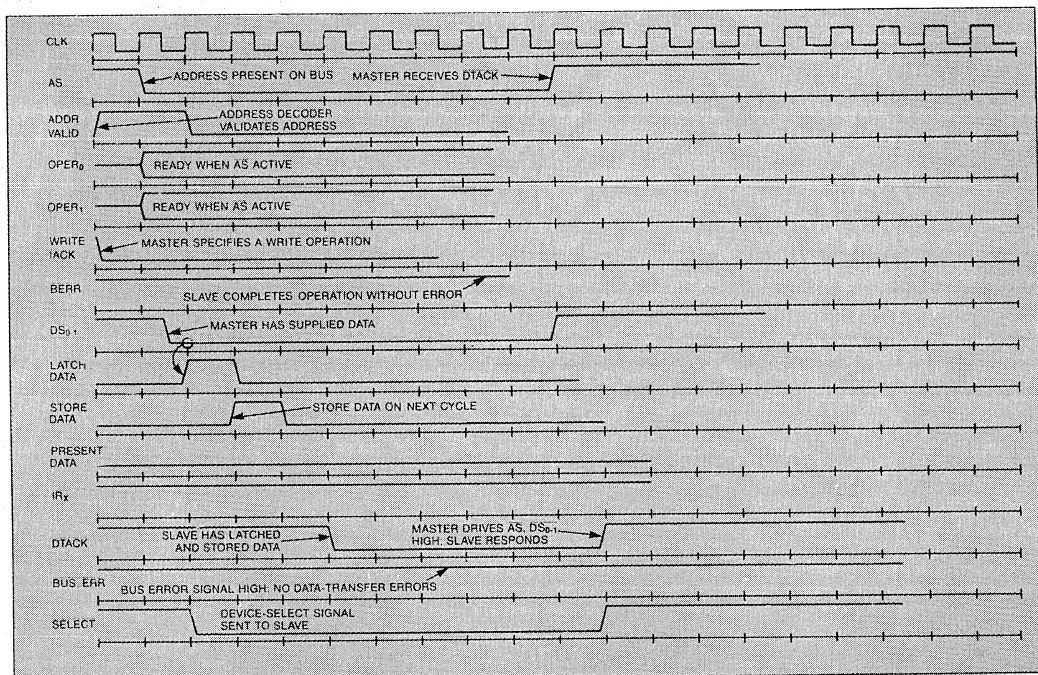 CLK
AS
ADDRESS PRESENT ON BUS
MASTER RECEIVES DTACK
ADDR
VALID
ADDRESS DECODER
VALIDATES ADDRESS
OPER0
READY WHEN AS ACTIVE
OPER1
READY WHEN AS ACTIVE
WRITE
IACK
MASTER SPECIFIES A WRITE OPERATION
BERR
SLAVE COMPLETES OPERATION WITHOUT ERROR
DS0-1
MASTER HAS SUPPLIED DATA
LATCH
DATA
STORE
DATA
STORE DATA ON NEXT CYCLE
PRESENT
DATA
IRX
DTACK
SLAVE HAS LATCHED
AND STORED DATA
MASTER DRIVES AS, DS0-1
HIGH; SLAVE RESPONDS
BUS ERR
BUS ERROR SIGNAL HIGH: NO DATA-TRANSFER ERRORS
SELECT
DEVICE-SELECT SIGNAL
SENT TO SLAVE